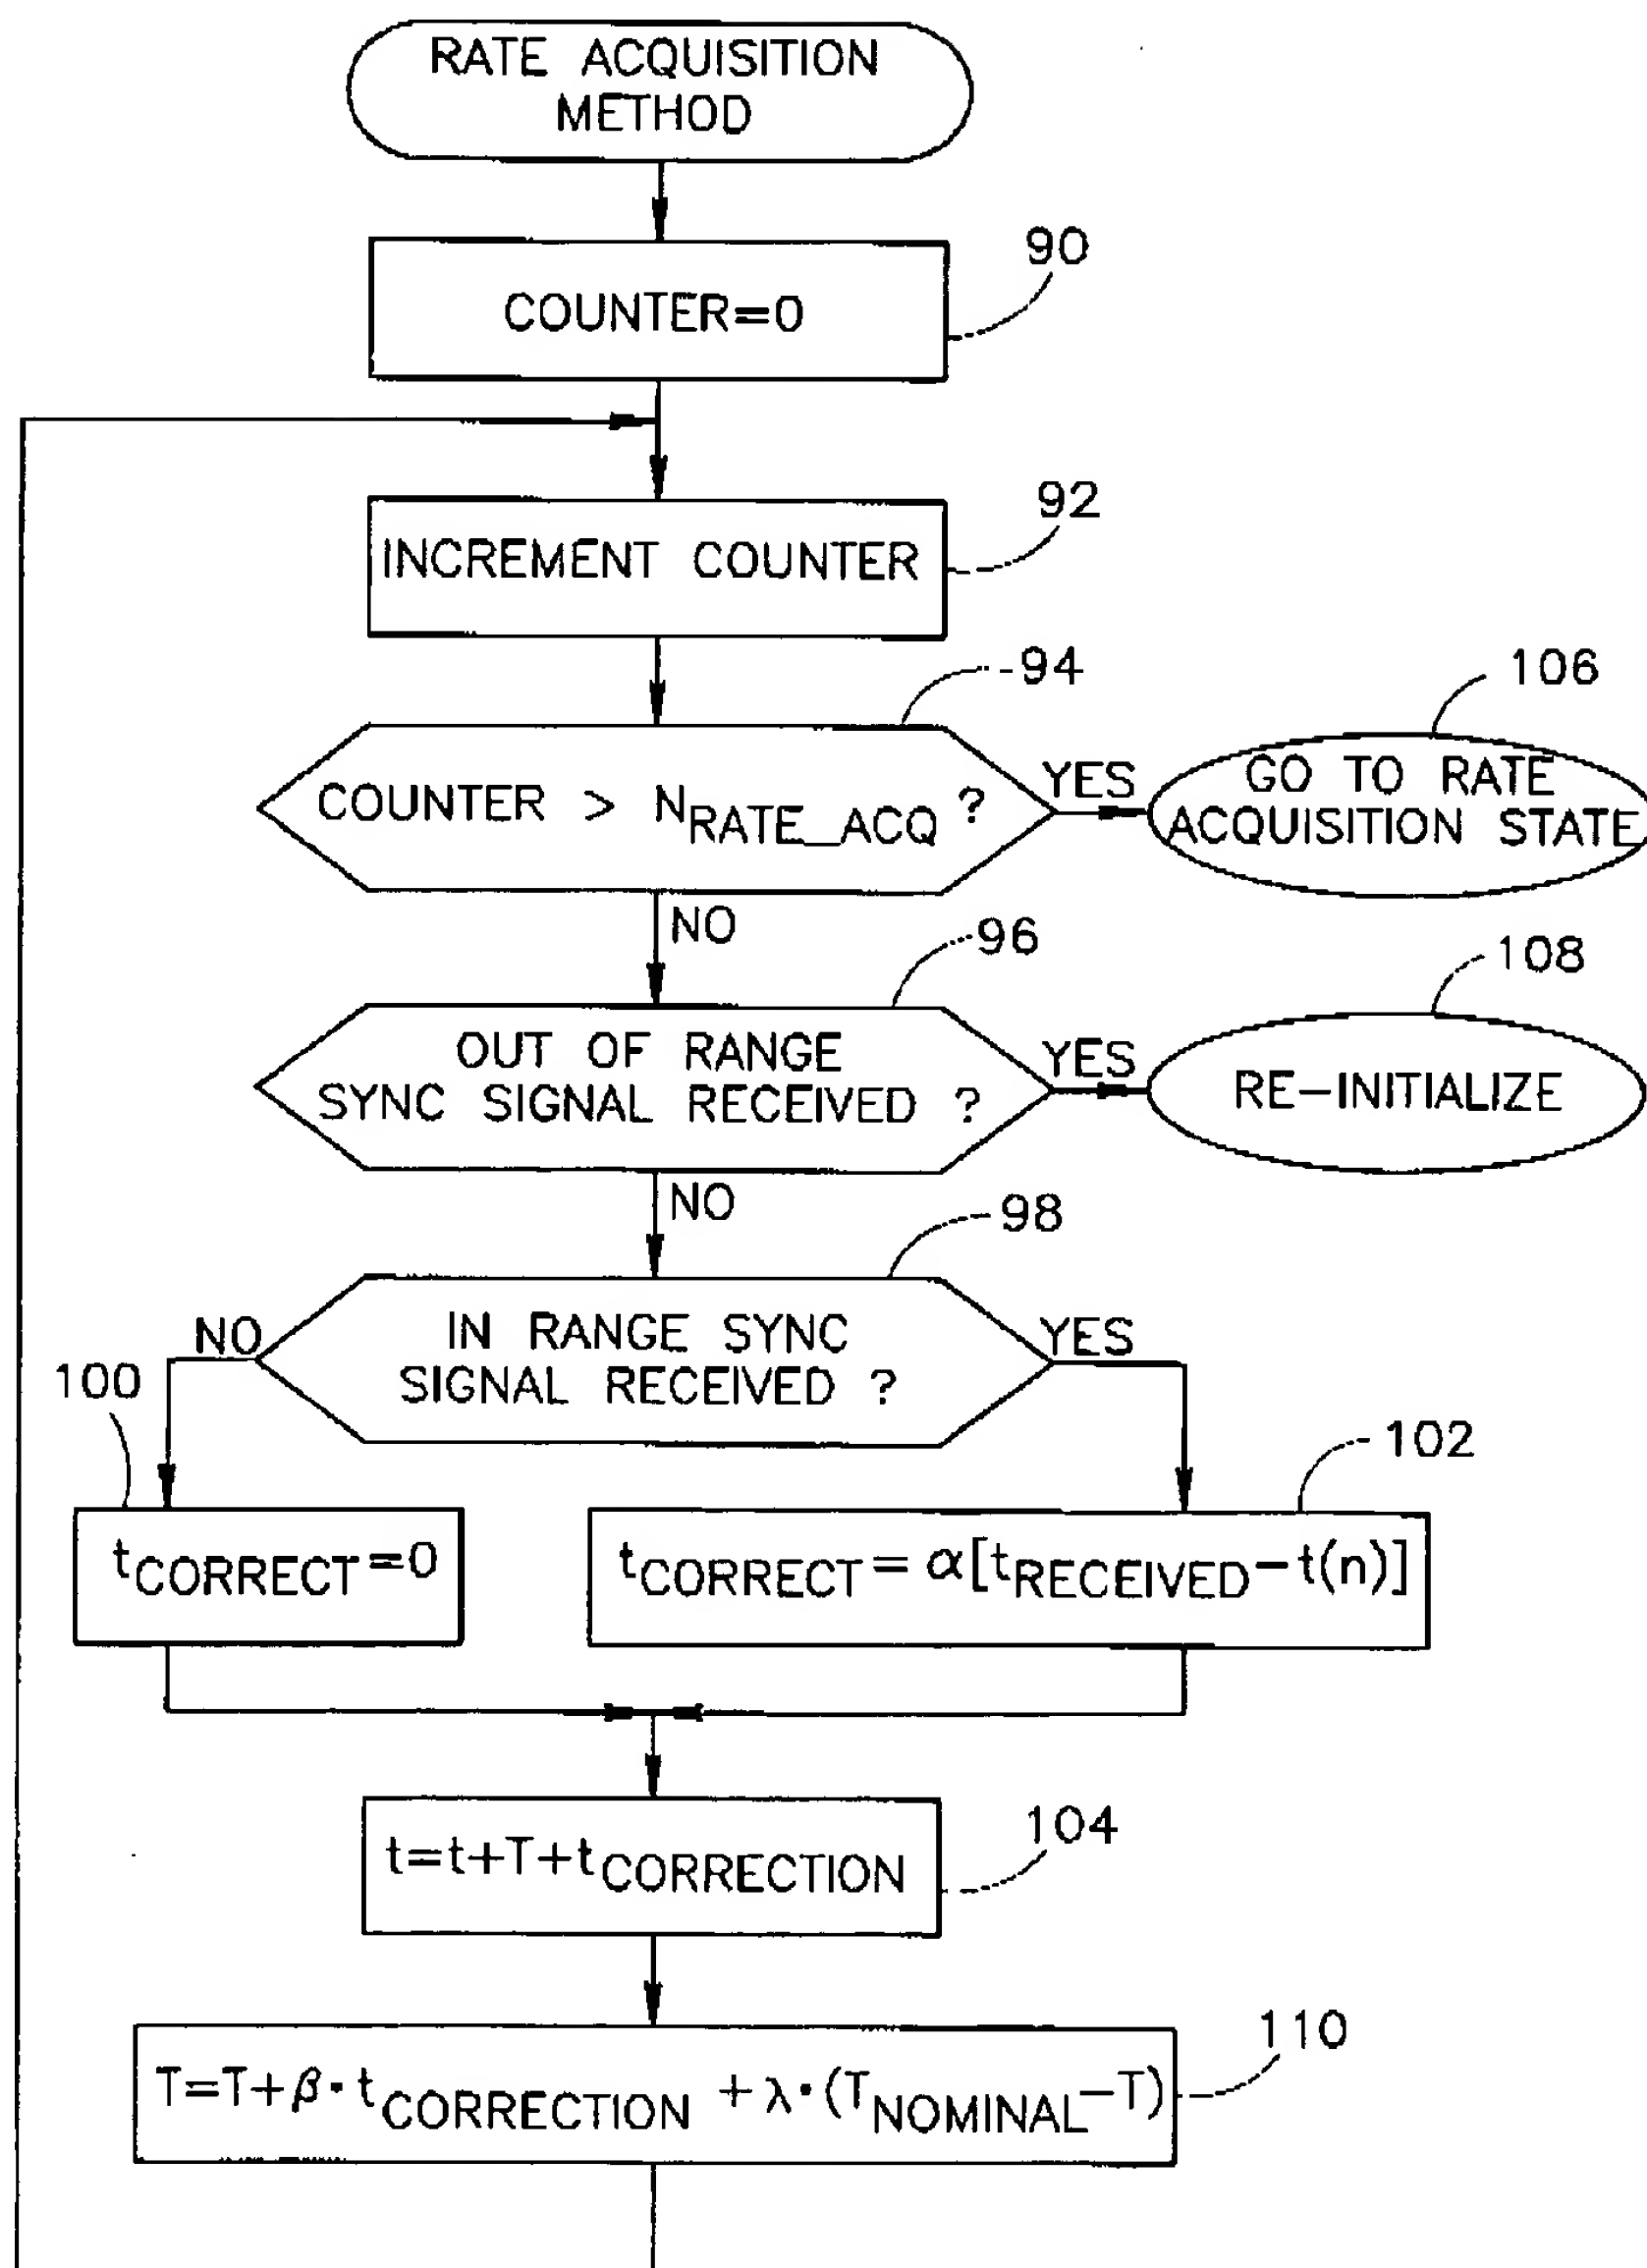 RATE ACQUISITION
METHOD
90
COUNTER=0
92
INCREMENT COUNTER
94
106
COUNTER > NRATE_ACQ ?
YES
GO TO RATE
ACQUISITION STATE
NO
96
108
OUT OF RANGE
SYNC SIGNAL RECEIVED ?
YES
RE-INITIALIZE
NO
98
NO
IN RANGE SYNC
SIGNAL RECEIVED ?
YES
100
102
tCORRECT=0
tCORRECT= α[tRECEIVED-t(n)]
104
t=t+T+tCORRECTION
110
T=T+β·tCORRECTION +λ·(TNOMINAL-T)